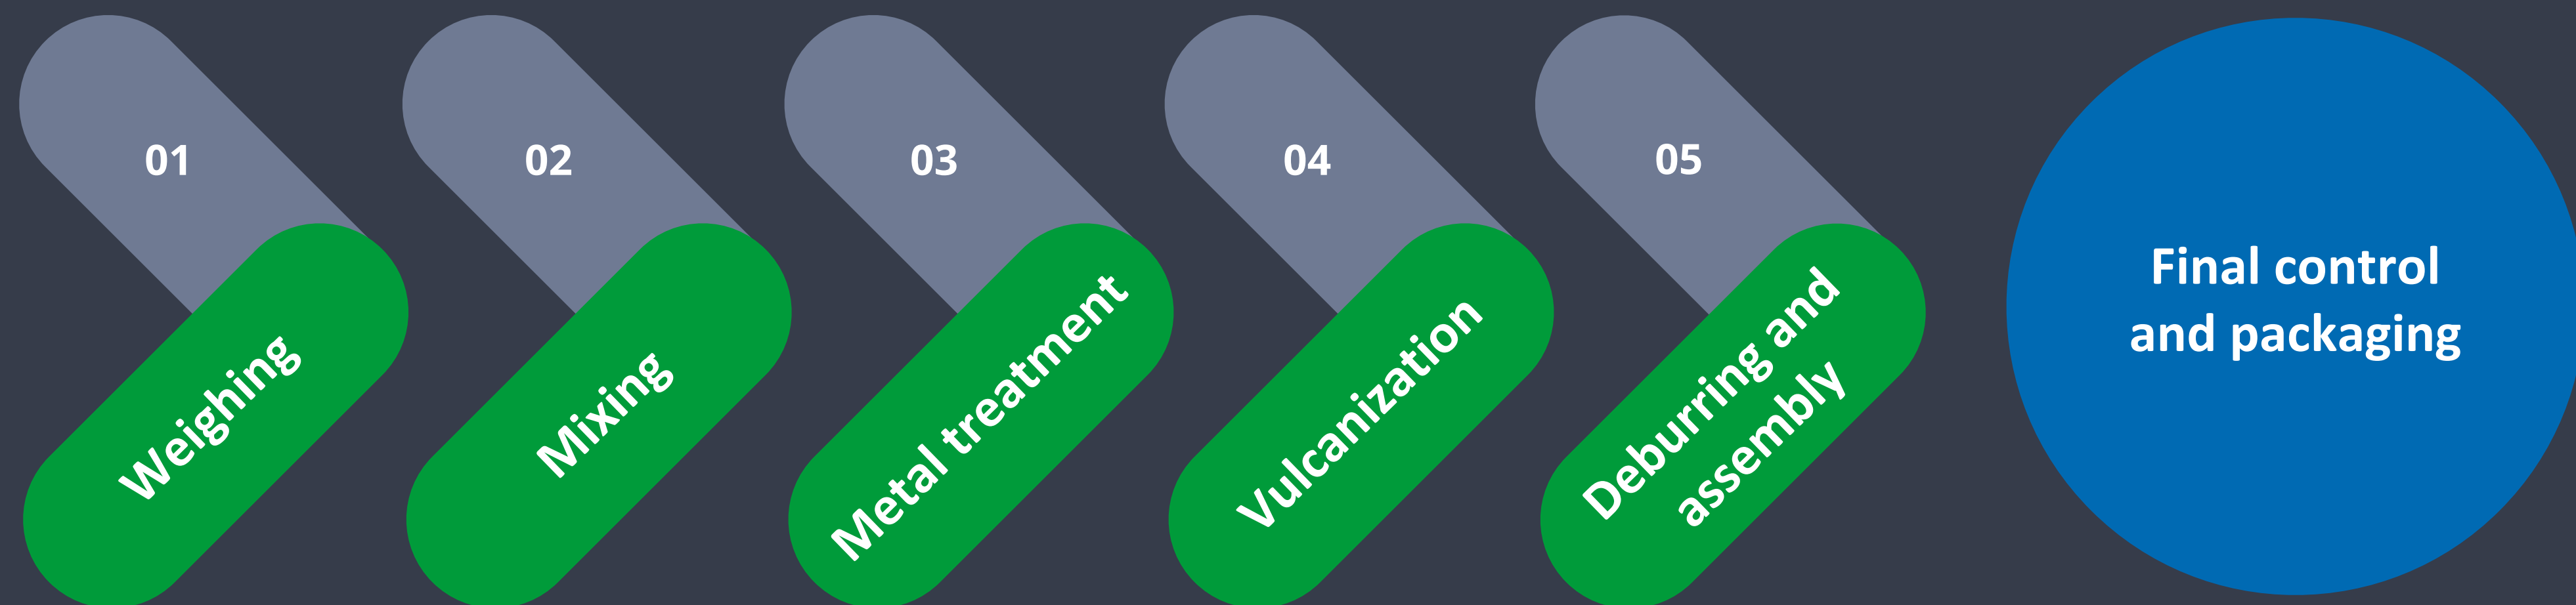 01
Weighing
02
Mixing
03
Metal treatment
04
Vulcanization
05
Deburring and
assembly
Final control
and packaging